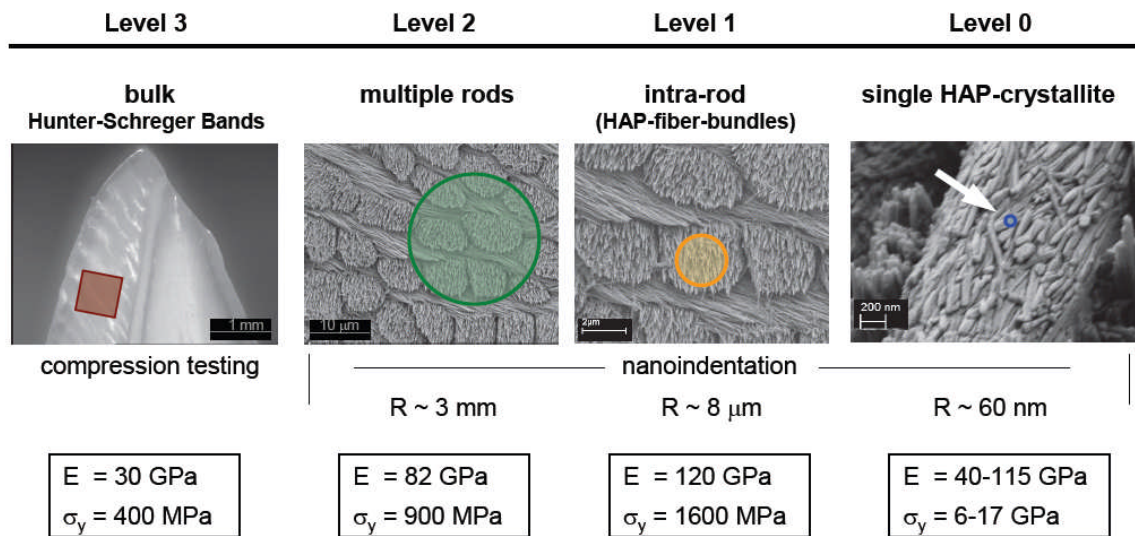 Level 3 Level 2 Level 1 Level 0
bulk multiple rods intra-rod single HAP-crystallite
Hunter-Schreger Bands (HAP-fiber-bundles)
1 mm 10 μm 2μm 200 nm
compression testing nanoindentation
R ~ 3 mm R ~ 8 μm R ~ 60 nm
E = 30 GPa E = 82 GPa E = 120 GPa E = 40-115 GPa
σy = 400 MPa σy = 900 MPa σy = 1600 MPa σy = 6-17 GPa